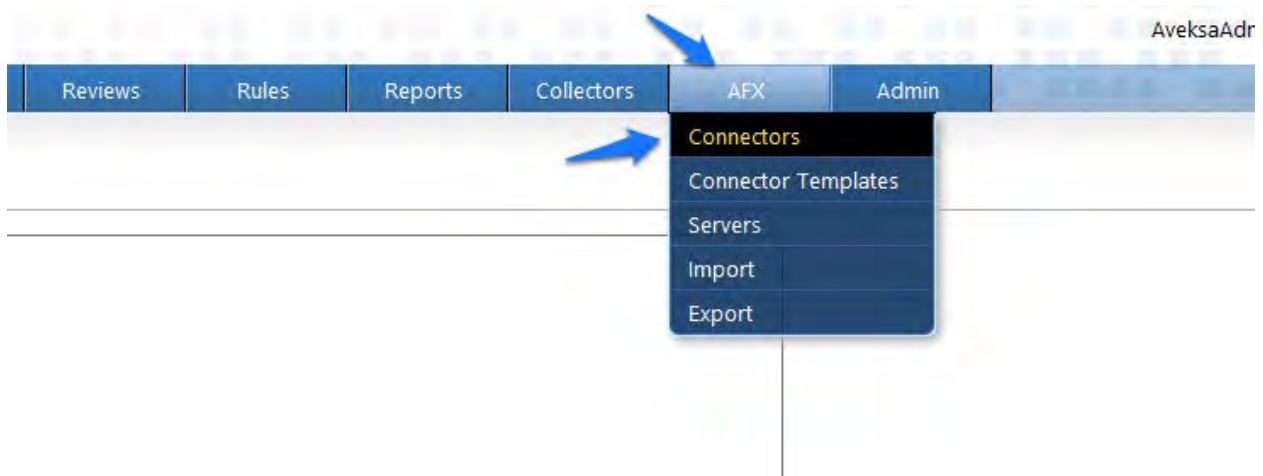 AveksaAdr
Reviews Rules Reports Collectors AFX Admin
Connectors
Connector Templates
Servers
Import
Export